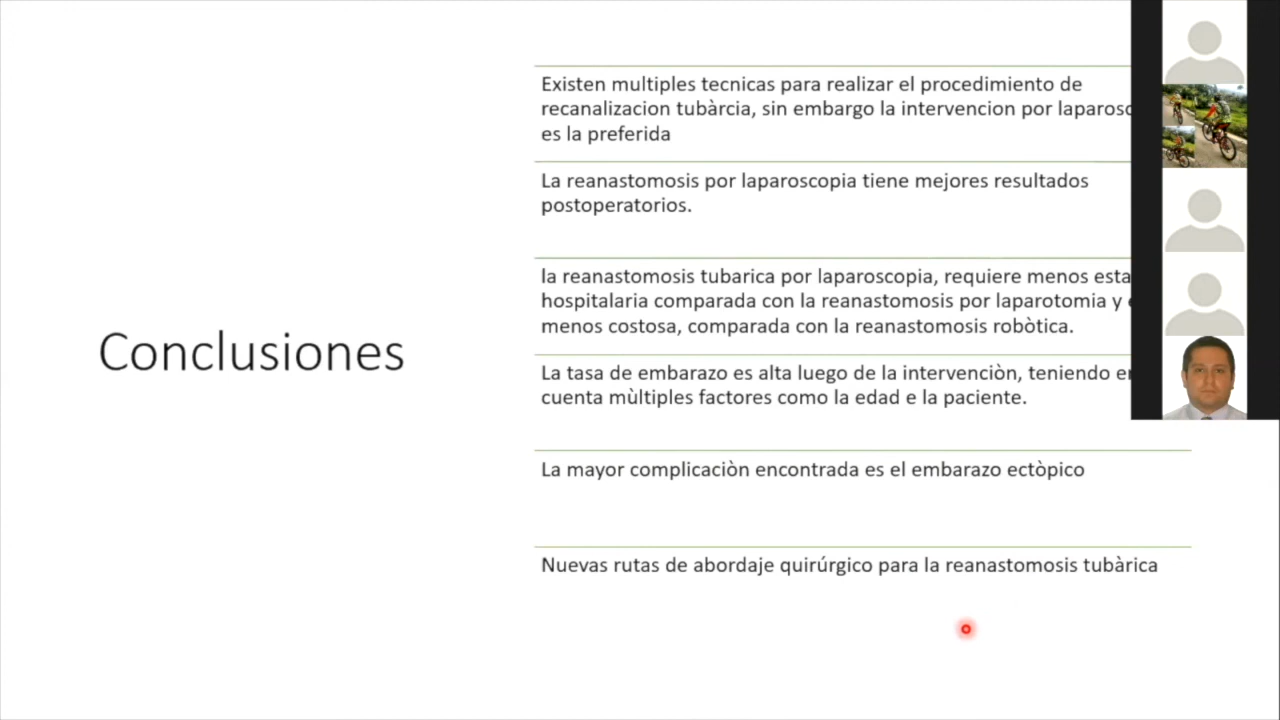 Conclusiones
Existen multiples tecnicas para realizar el procedimiento de
recanalizacion tubàrcia, sin embargo la intervencion por
es la preferida
La reanastomosis por laparoscopia tiene mejores resultados
postoperatorios.
la reanastomosis tubarica por laparoscopia, requiere menos
hospitalaria comparada con la reanastomosis por laparotomia y
menos costosa, comparada con la reanastomosis robòtica.
La tasa de embarazo es alta luego de la intervenciòn, teniendo
cuenta mùltiples factores como la edad e la paciente.
La mayor complicaciòn encontrada es el embarazo ectòpico
Nuevas rutas de abordaje quirúrgico para la reanastomosis tubàrica